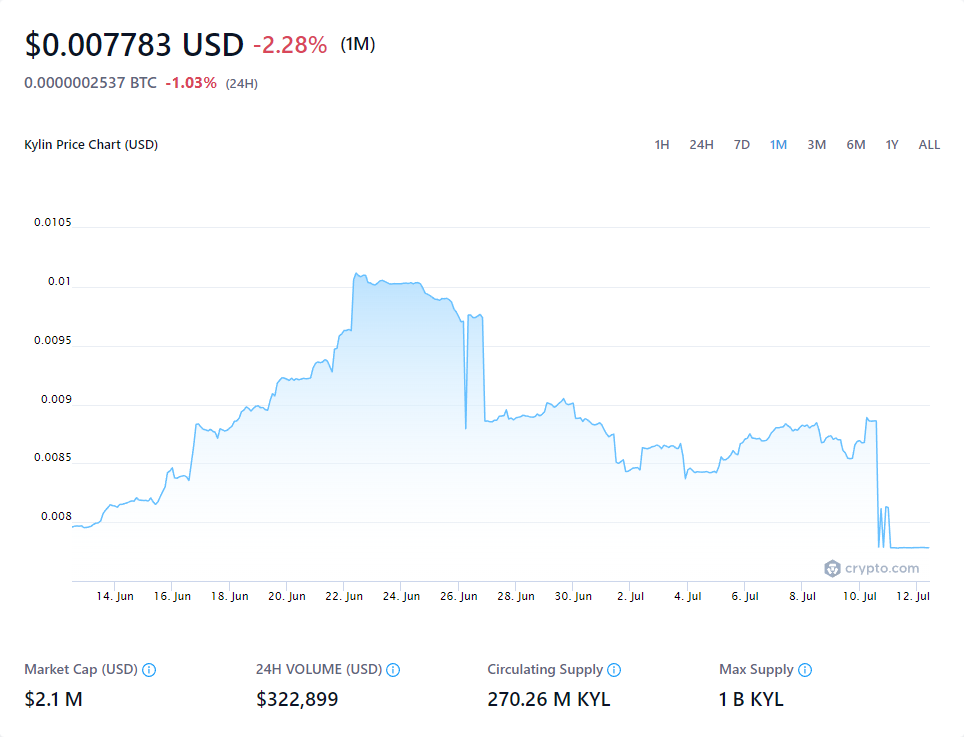 $0.007783 USD -2.28% (1M)
0.0000002537 BTC -1.03% (24H)
Kylin Price Chart (USD) 1H 24H 7D 1M 3M 6M 1Y ALL
0.0105
0.01
0.0095
0.009
0.0085
0.008
crypto.com
14. Jun 16. Jun 18. Jun 20. Jun 22. Jun 24. Jun 26. Jun 28. Jun 30. Jun 2. Jul 4. Jul 6. Jul 8. Jul 10. Jul 12. Jul
Market Cap (USD) 24H VOLUME (USD) Circulating Supply Max Supply
$2.1 M $322,899 270.26 M KYL 1 B KYL